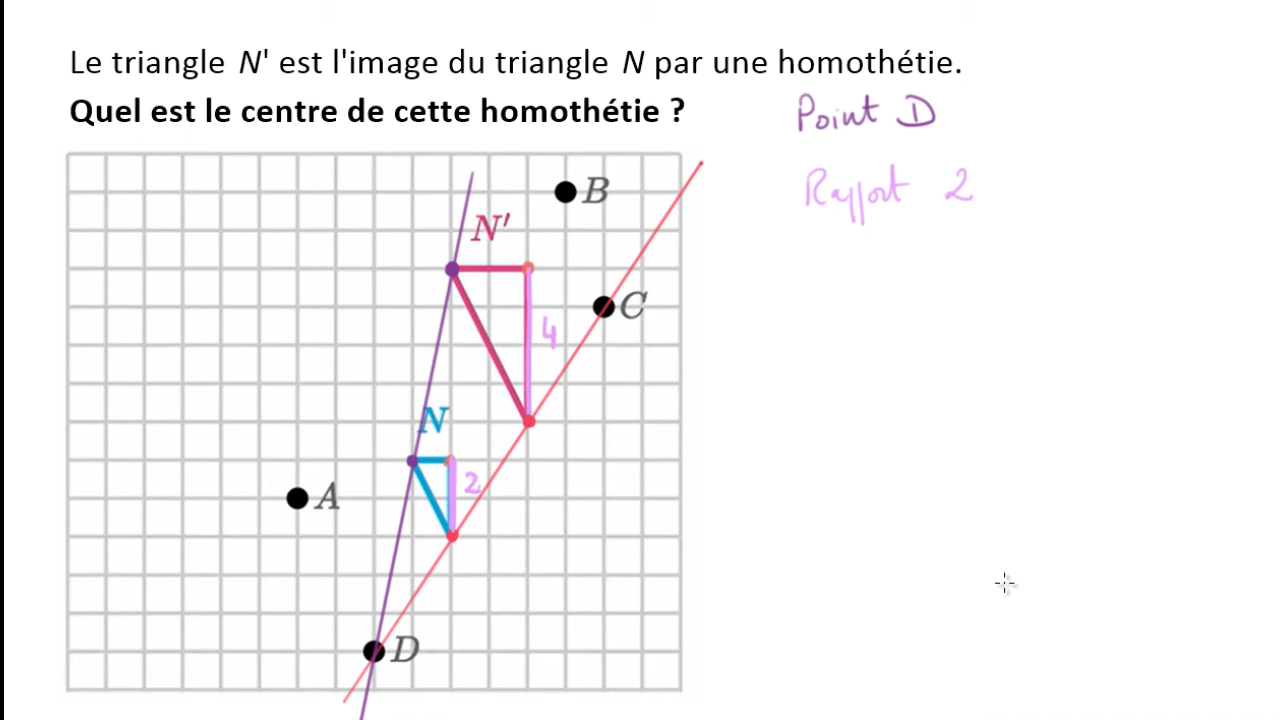 Le triangle N' est l'image du triangle N par une homothétie.
Quel est le centre de cette homothétie ?
Point D
Rapport 2
B
N'
C
4
N
2
A
D